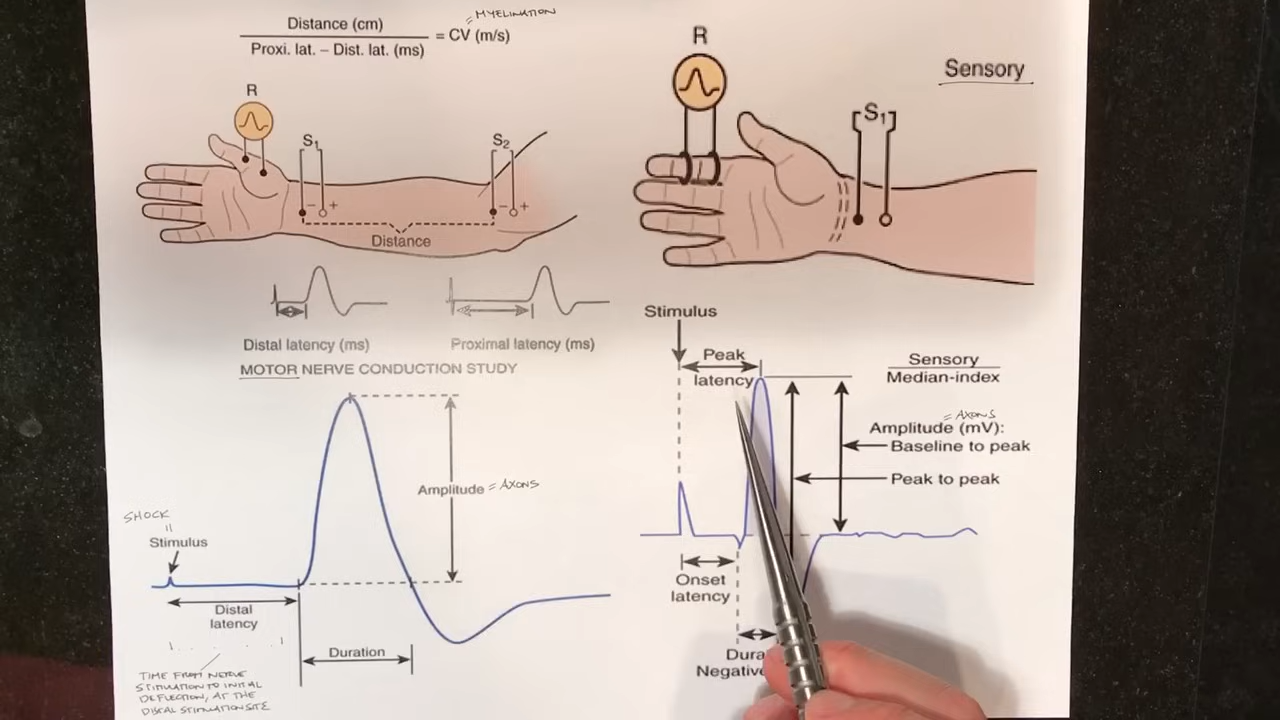 Distance (cm)
Proxi. lat. – Dist. lat. (ms)
= CV (m/s)
= MYELINATION
R
S1
S2
– +
– +
Distance
Distal latency (ms)
Proximal latency (ms)
MOTOR NERVE CONDUCTION STUDY
Amplitude = AXONS
SHOCK
=
Stimulus
Distal
latency
Duration
TIME FROM NERVE
STIMULATION TO INITIAL
DEFLECTION, AT THE
DISTAL STIMULATION SITE
R
Sensory
S1
Stimulus
Peak
latency
Sensory
Median-index
= AXONS
Amplitude (mV):
Baseline to peak
Peak to peak
Onset
latency
Dura
Negative